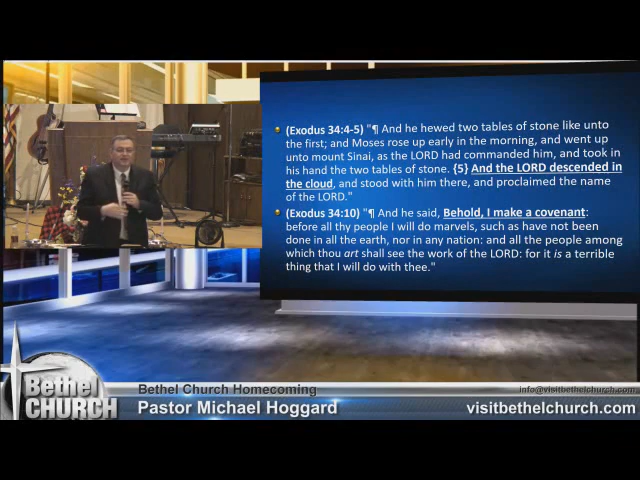 (Exodus 34:4-5) "¶ And he hewed two tables of stone like unto
the first; and Moses rose up early in the morning, and went up
unto mount Sinai, as the LORD had commanded him, and took in
his hand the two tables of stone. {5} And the LORD descended in
the cloud, and stood with him there, and proclaimed the name
of the LORD."
(Exodus 34:10) "¶ And he said, Behold, I make a covenant:
before all thy people I will do marvels, such as have not been
done in all the earth, nor in any nation: and all the people among
which thou art shall see the work of the LORD: for it is a terrible
thing that I will do with thee."
Bethel
CHURCH
Bethel Church Homecoming
info@visitbethelchurch.com
Pastor Michael Hoggard
visitbethelchurch.com